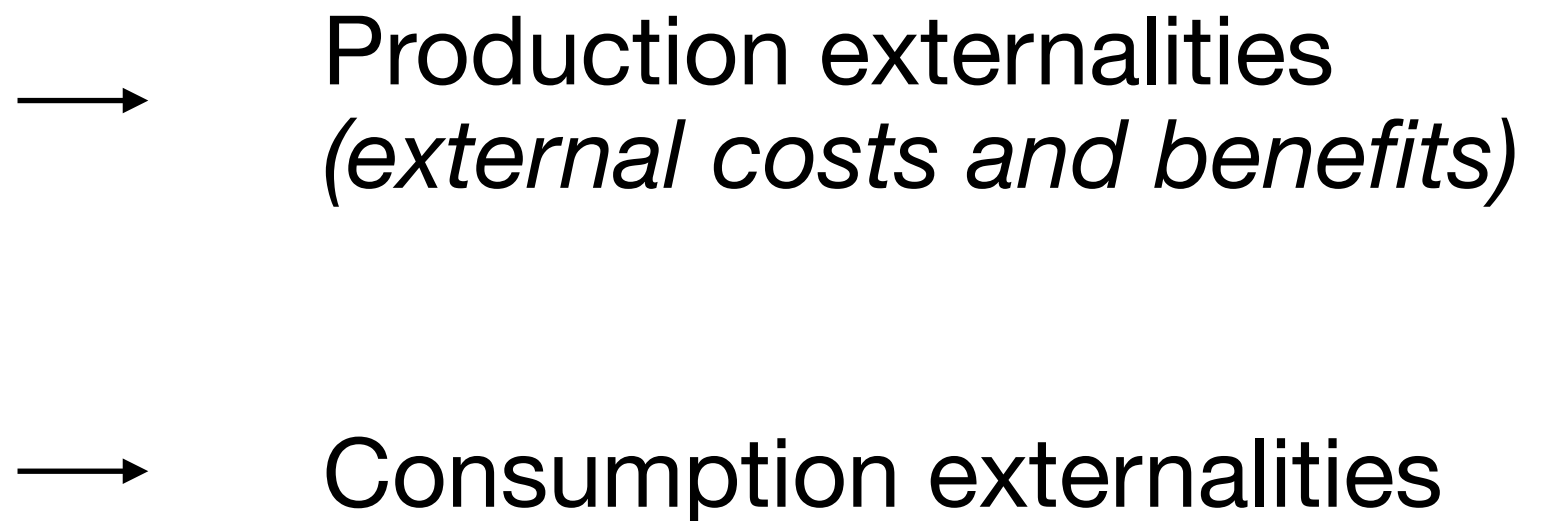 Production externalities
(external costs and benefits)
Consumption externalities